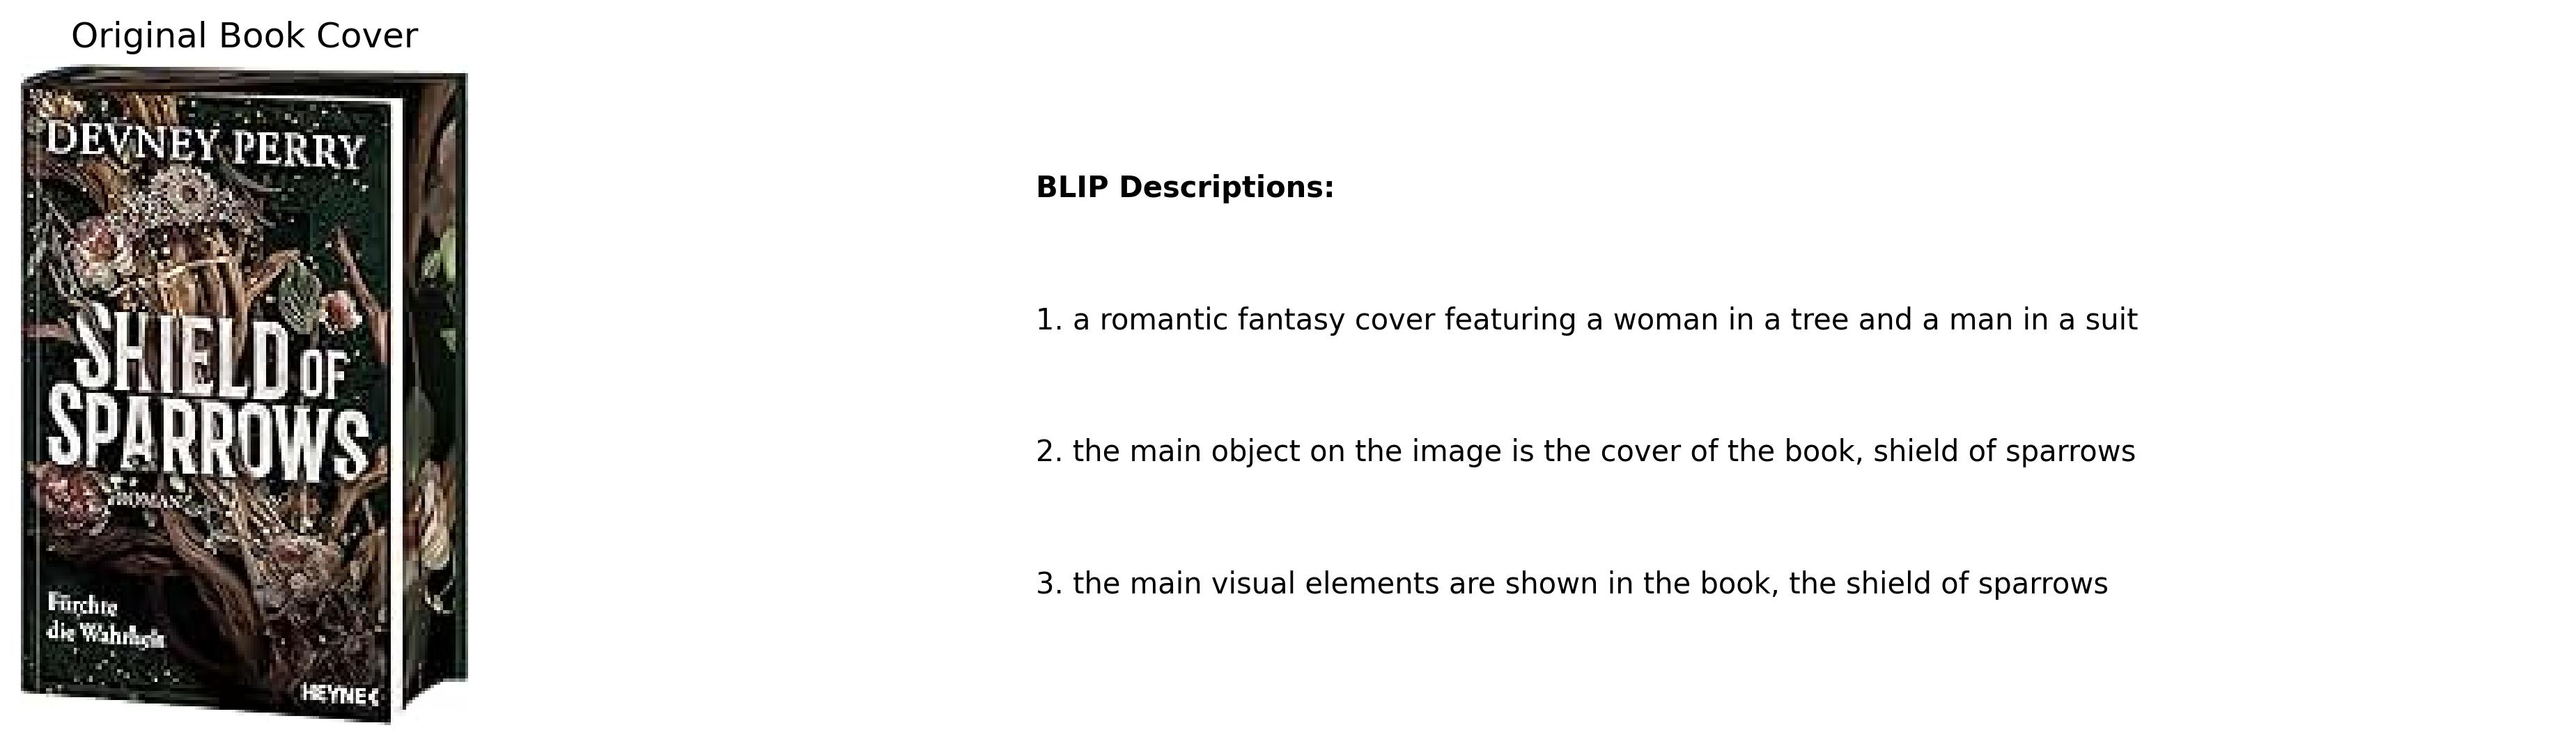 Original Book Cover
DEVNEY PERRY
SHIELD OF
SPARROWS
ROMAN
Fürchte
die Wahrheit
HEYNE
BLIP Descriptions:
1. a romantic fantasy cover featuring a woman in a tree and a man in a suit
2. the main object on the image is the cover of the book, shield of sparrows
3. the main visual elements are shown in the book, the shield of sparrows